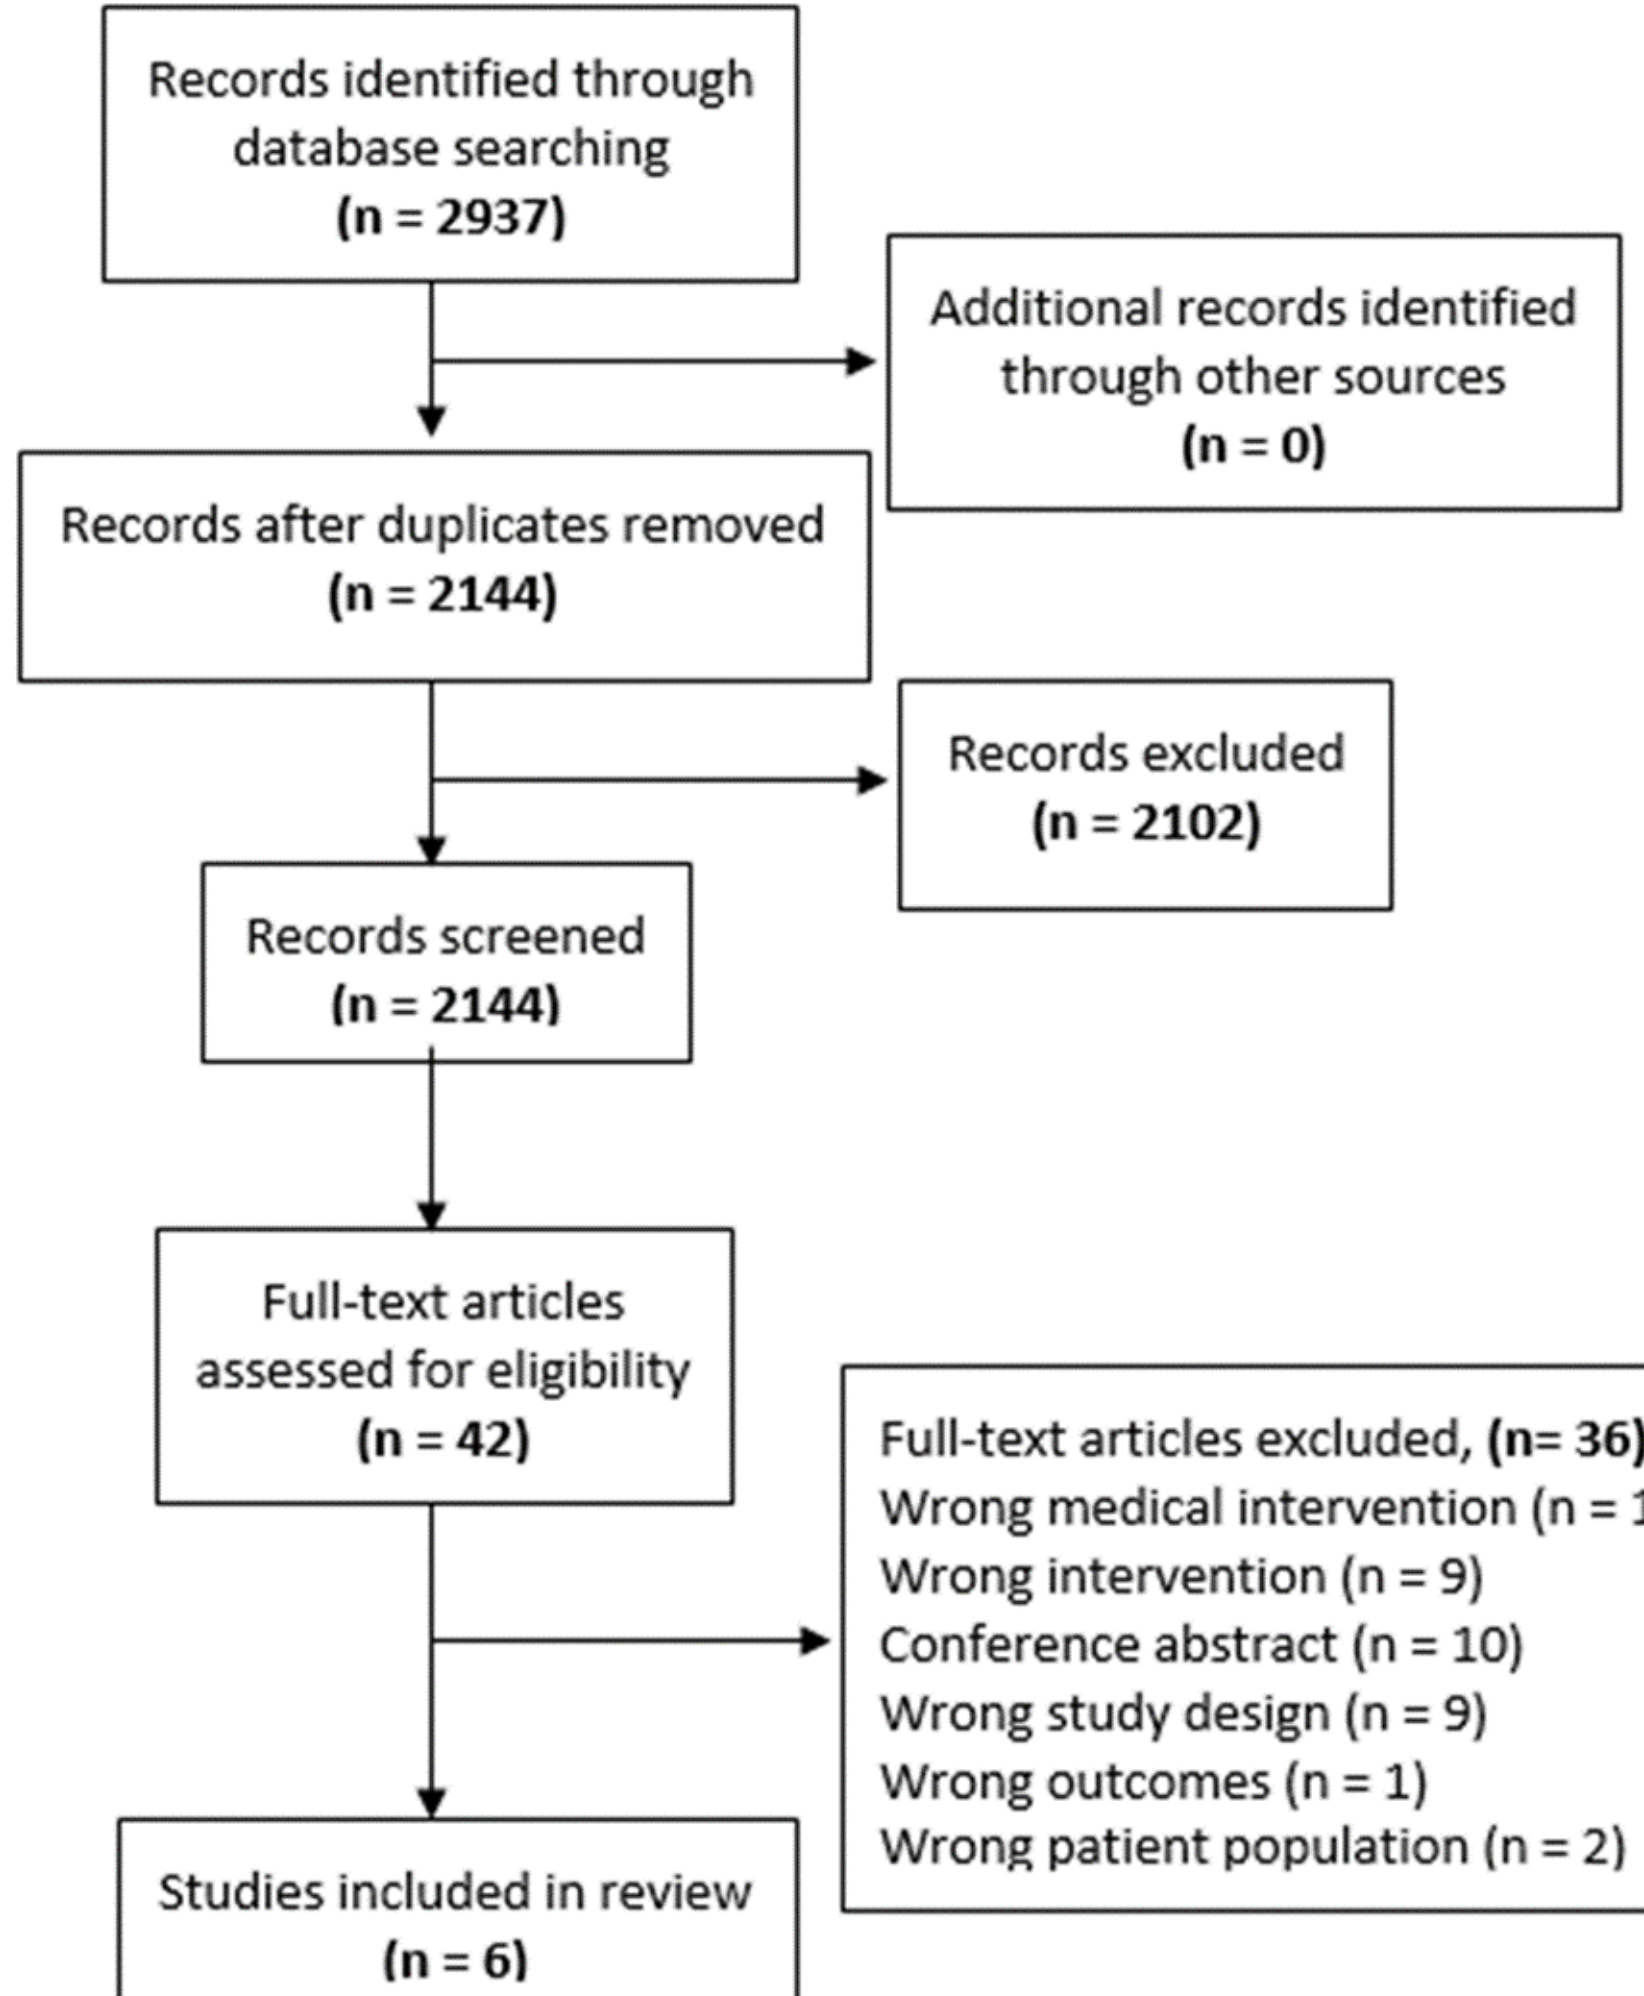 Records identified through
database searching
(n = 2937)
Additional records identified
through other sources
(n = 0)
Records after duplicates removed
(n = 2144)
Records excluded
(n = 2102)
Records screened
(n = 2144)
Full-text articles
assessed for eligibility
(n = 42)
Full-text articles excluded, (n= 36)
Wrong medical intervention (n =
Wrong intervention (n = 9)
Conference abstract (n = 10)
Wrong study design (n = 9)
Wrong outcomes (n = 1)
Wrong patient population (n = 2)
Studies included in review
(n = 6)